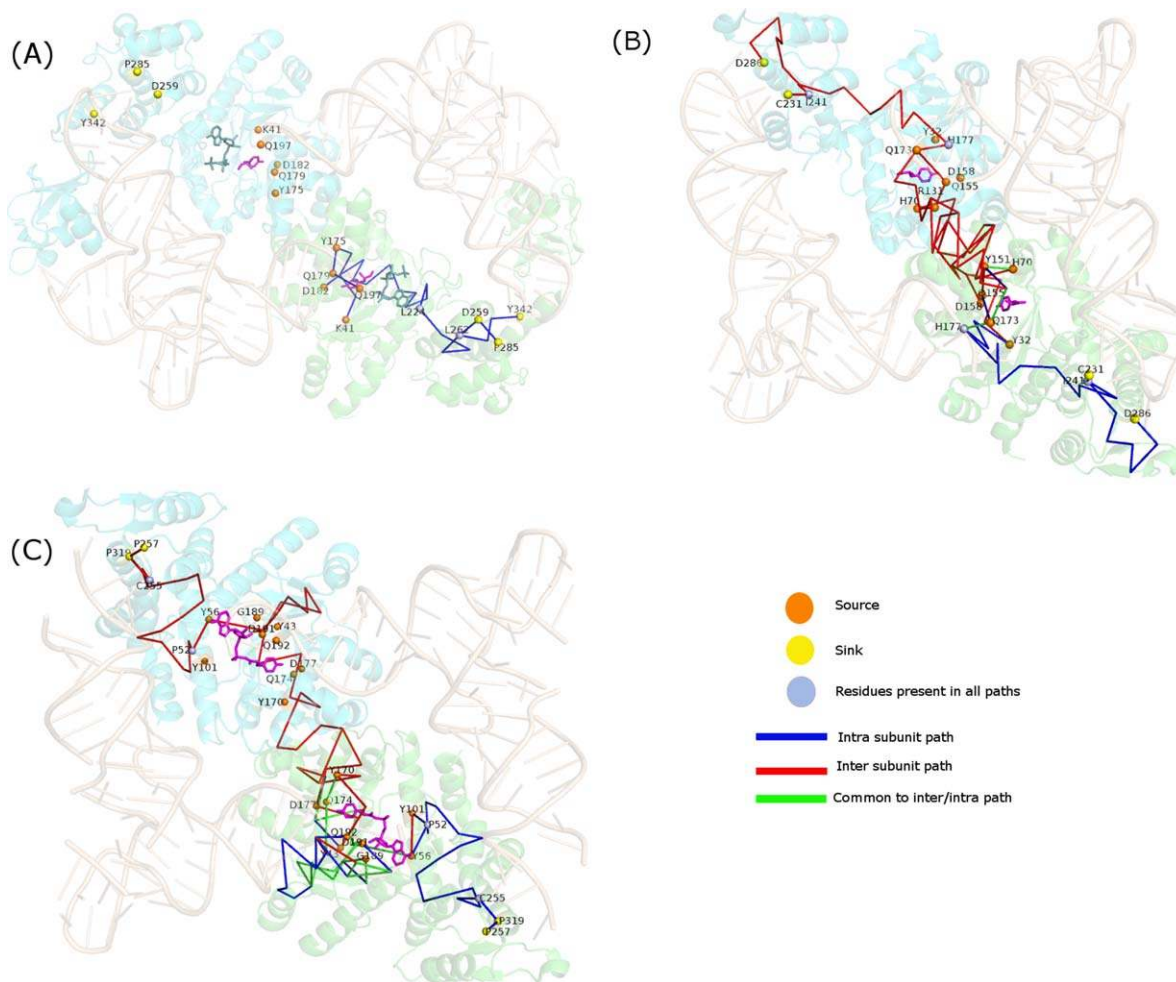 (A)
P285
D259
Y342
K41
Q197
D182
Q179
Y175
Y175
Q179
D182
Q197
K41
L224
D259
Y342
L262
P285
(B)
D286
C231
I241
Y32
H177
Q173
D158
Q155
R131
H70
Y151
H70
D158
Q173
H177
Y32
C231
I241
D286
(C)
P257
P319
C255
Y56
G189
Y43
Q192
P52
Y101
D177
Q174
Y170
Y170
D177
Q174
Y101
P52
Q192
G189
Y56
C255
P319
P257
Source
Sink
Residues present in all paths
Intra subunit path
Inter subunit path
Common to inter/intra path